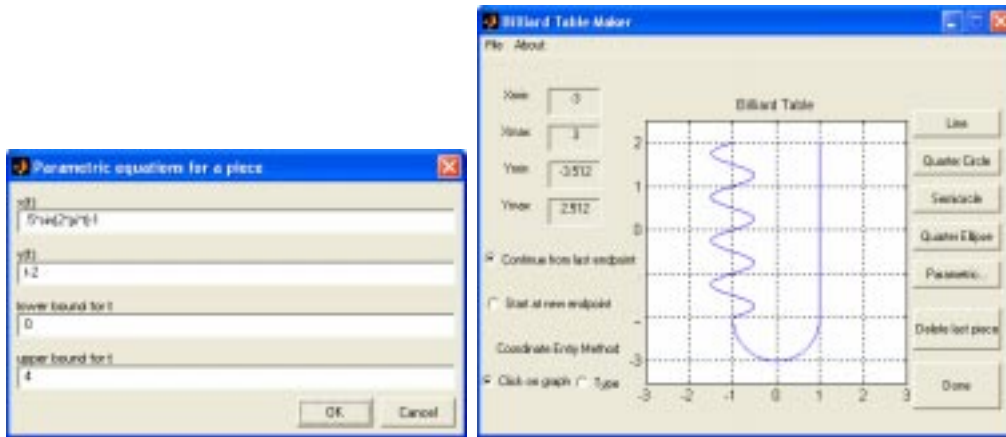 Parametric equations for a piece
x(t)
.5*sin(2*pi*t)-1
y(t)
t-2
lower bound for t
0
upper bound for t
4
OK
Cancel
Billiard Table Maker
File About
Xmin
-3
Xmax
3
Ymin
-3.512
Ymax
2.512
Continue from last endpoint
Start at new endpoint
Coordinate Entry Method
Click on graph
Type
Billiard Table
2
1
0
-3
-3 -2 -1 0 1 2 3
Line
Quarter Circle
Semicircle
Quarter Ellipse
Parametric...
Delete last piece
Done